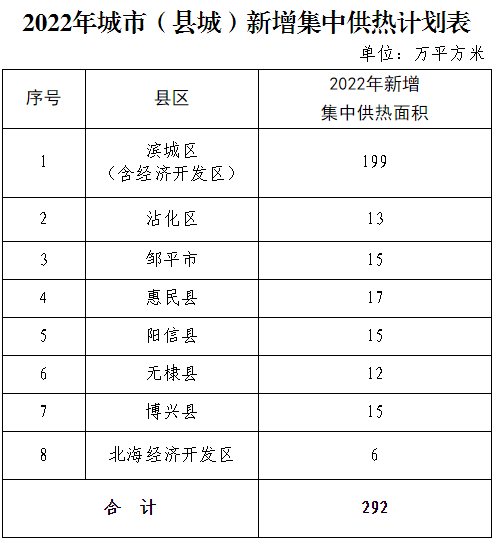 2022年城市（县城）新增集中供热计划表
单位：万平方米
序号 县区 2022年新增
集中供热面积
1 滨城区
（含经济开发区） 199
2 沾化区 13
3 邹平市 15
4 惠民县 17
5 阳信县 15
6 无棣县 12
7 博兴县 15
8 北海经济开发区 6
合 计 292